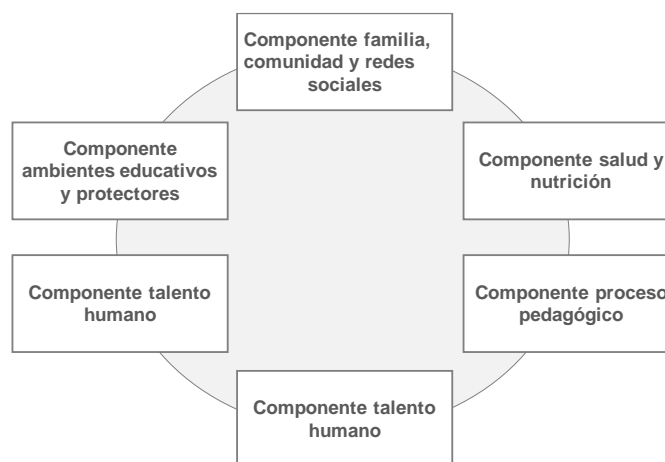 Componente familia,
comunidad y redes
sociales
Componente
ambientes educativos
y protectores
Componente salud y
nutrición
Componente talento
humano
Componente proceso
pedagógico
Componente talento
humano